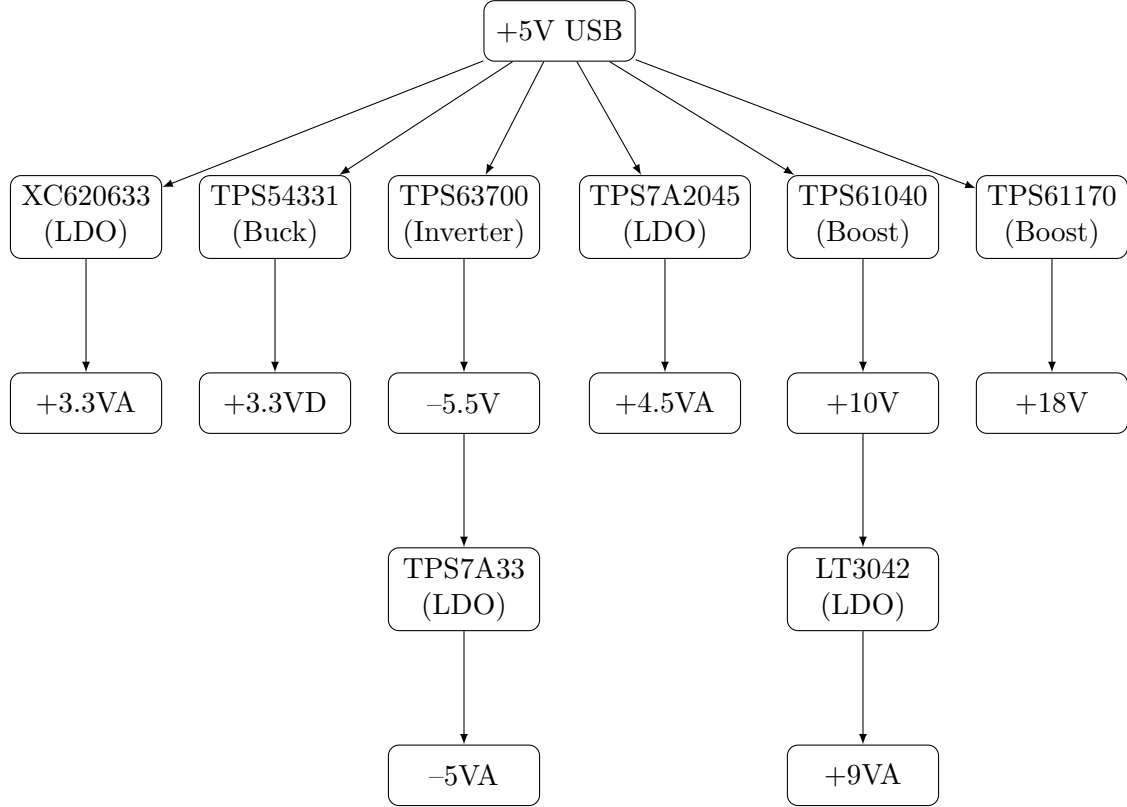 +5V USB
XC620633
(LDO)
TPS54331
(Buck)
TPS63700
(Inverter)
TPS7A2045
(LDO)
TPS61040
(Boost)
TPS61170
(Boost)
+3.3VA
+3.3VD
–5.5V
+4.5VA
+10V
+18V
TPS7A33
(LDO)
LT3042
(LDO)
–5VA
+9VA